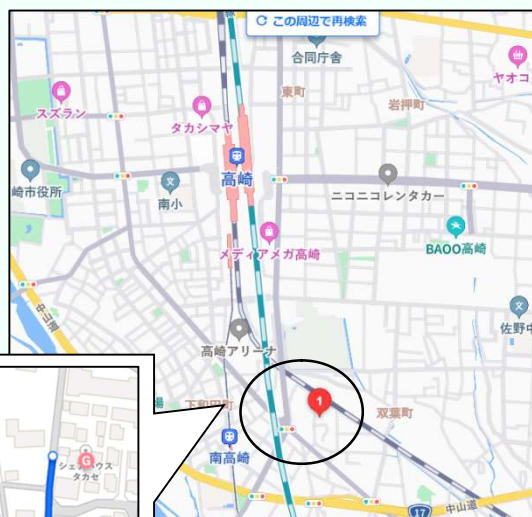 この周辺で再検索
合同庁舎
ヤオコ
東町
スズラン
岩押町
タカシマヤ
高崎
崎市役所
南小
ニコニコレンタカー
メディアメガ高崎
BAOO高崎
中山道
佐野中
高崎アリーナ
場
下和田町
1
双葉町
南高崎
G
シェアハウス
タカセ
17
中山道